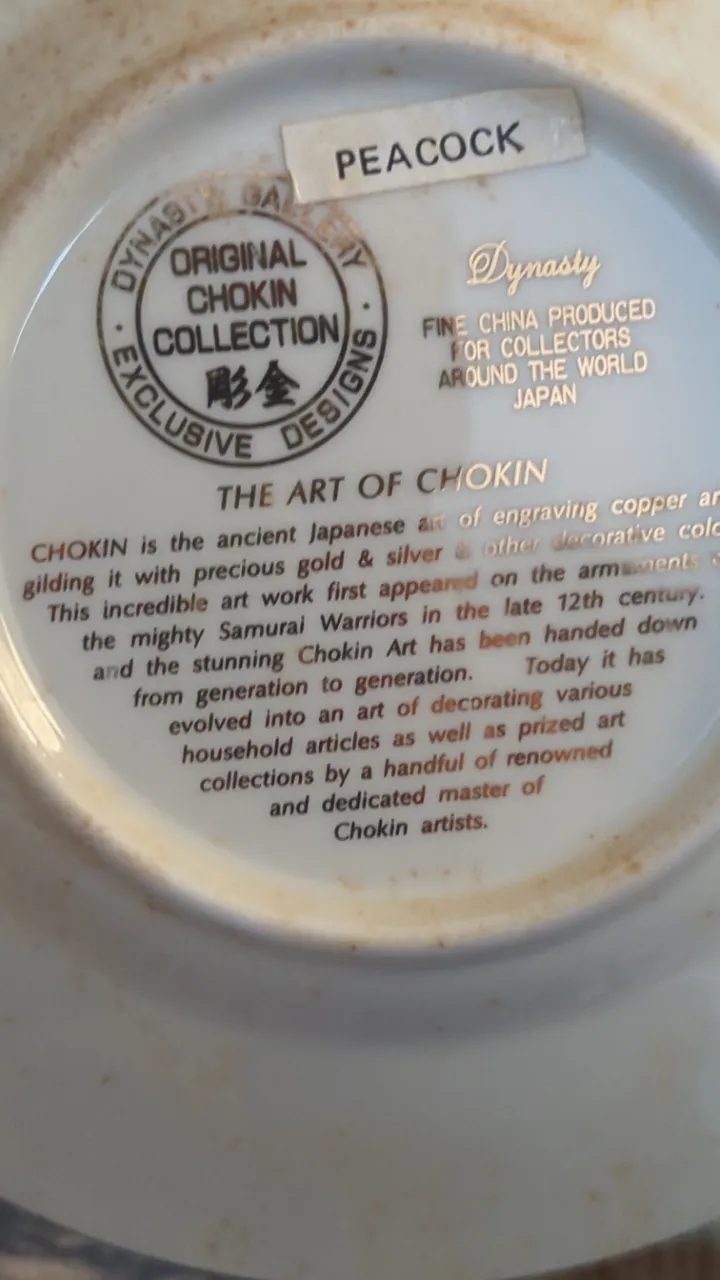 PEACOCK
DYNASTY GALLERY
ORIGINAL
CHOKIN
COLLECTION
彫金
· EXCLUSIVE DESIGNS ·
Dynasty
FINE CHINA PRODUCED
FOR COLLECTORS
AROUND THE WORLD
JAPAN
THE ART OF CHOKIN
CHOKIN is the ancient Japanese art of engraving copper
gilding it with precious gold & silver & other decorative
This incredible art work first appeared on the armaments
the mighty Samurai Warriors in the late 12th century.
and the stunning Chokin Art has been handed down
from generation to generation. Today it has
evolved into an art of decorating various
household articles as well as prized art
collections by a handful of renowned
and dedicated master of
Chokin artists.